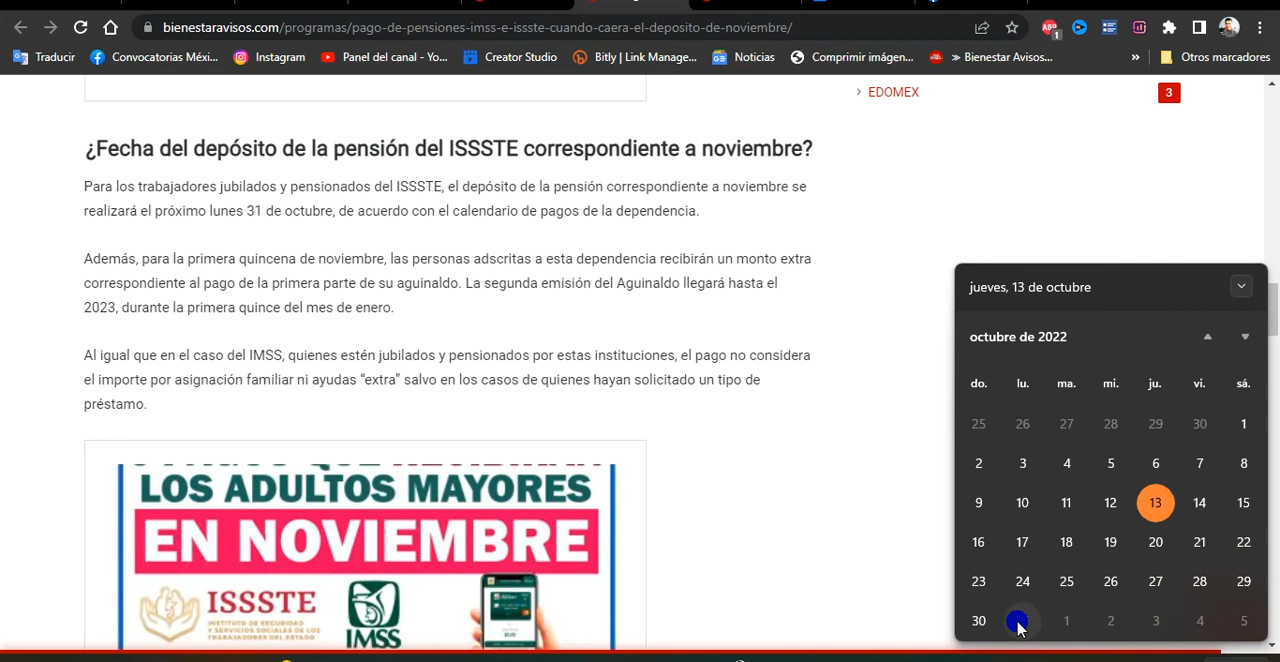 bienestaravisos.com/programas/pago-de-pensiones-imss-e-issste-cuando-caera-el-deposito-de-noviembre/
1
Traducir
Convocatorias Méxi...
Instagram
Panel del canal - Yo...
Creator Studio
Bitly | Link Manage...
Noticias
Comprimir imágen...
≫ Bienestar Avisos...
»
Otros marcadores
> EDOMEX
3
¿Fecha del depósito de la pensión del ISSSTE correspondiente a noviembre?
Para los trabajadores jubilados y pensionados del ISSSTE, el depósito de la pensión correspondiente a noviembre se
realizará el próximo lunes 31 de octubre, de acuerdo con el calendario de pagos de la dependencia.
Además, para la primera quincena de noviembre, las personas adscritas a esta dependencia recibirán un monto extra
correspondiente al pago de la primera parte de su aguinaldo. La segunda emisión del Aguinaldo llegará hasta el
2023, durante la primera quince del mes de enero.
Al igual que en el caso del IMSS, quienes estén jubilados y pensionados por estas instituciones, el pago no considera
el importe por asignación familiar ni ayudas “extra” salvo en los casos de quienes hayan solicitado un tipo de
préstamo.
LOS ADULTOS MAYORES
EN NOVIEMBRE
ISSSTE
INSTITUTO DE SEGURIDAD
Y SERVICIOS SOCIALES DE LOS
TRABAJADORES DEL ESTADO
IMSS
jueves, 13 de octubre
octubre de 2022
do. lu. ma. mi. ju. vi. sá.
25 26 27 28 29 30 1
2 3 4 5 6 7 8
9 10 11 12 13 14 15
16 17 18 19 20 21 22
23 24 25 26 27 28 29
30 1 2 3 4 5